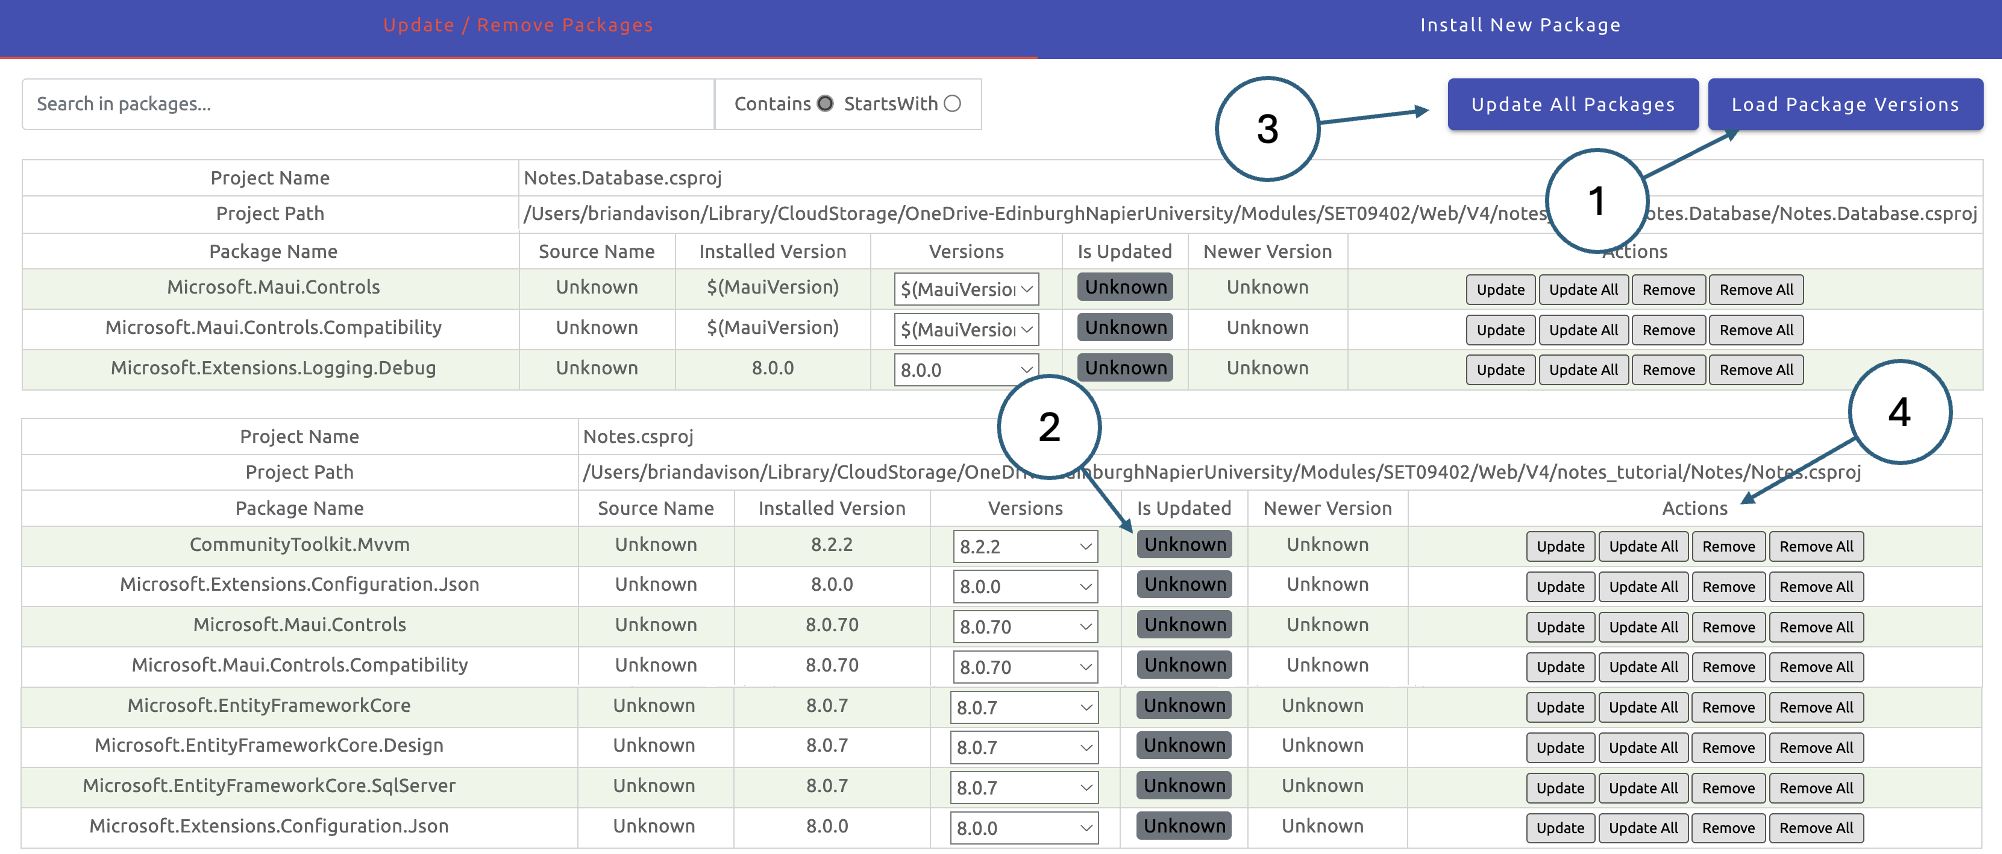 Update / Remove Packages Install New Package
Search in packages... Contains StartsWith Update All Packages Load Package Versions
3
1
Project Name Notes.Database.csproj
Project Path /Users/briandavison/Library/CloudStorage/OneDrive-EdinburghNapierUniversity/Modules/SET09402/Web/V4/notes otes.Database/Notes.Database.csproj
Package Name Source Name Installed Version Versions Is Updated Newer Version Actions
Microsoft.Maui.Controls Unknown $(MauiVersion) $(MauiVersion Unknown Unknown Update Update All Remove Remove All
Microsoft.Maui.Controls.Compatibility Unknown $(MauiVersion) $(MauiVersion Unknown Unknown Update Update All Remove Remove All
Microsoft.Extensions.Logging.Debug Unknown 8.0.0 8.0.0 Unknown Unknown Update Update All Remove Remove All
2
4
Project Name Notes.csproj
Project Path /Users/briandavison/Library/CloudStorage/OneDrive-EdinburghNapierUniversity/Modules/SET09402/Web/V4/notes_tutorial/Notes/Notes.csproj
Package Name Source Name Installed Version Versions Is Updated Newer Version Actions
CommunityToolkit.Mvvm Unknown 8.2.2 8.2.2 Unknown Unknown Update Update All Remove Remove All
Microsoft.Extensions.Configuration.Json Unknown 8.0.0 8.0.0 Unknown Unknown Update Update All Remove Remove All
Microsoft.Maui.Controls Unknown 8.0.70 8.0.70 Unknown Unknown Update Update All Remove Remove All
Microsoft.Maui.Controls.Compatibility Unknown 8.0.70 8.0.70 Unknown Unknown Update Update All Remove Remove All
Microsoft.EntityFrameworkCore Unknown 8.0.7 8.0.7 Unknown Unknown Update Update All Remove Remove All
Microsoft.EntityFrameworkCore.Design Unknown 8.0.7 8.0.7 Unknown Unknown Update Update All Remove Remove All
Microsoft.EntityFrameworkCore.SqlServer Unknown 8.0.7 8.0.7 Unknown Unknown Update Update All Remove Remove All
Microsoft.Extensions.Configuration.Json Unknown 8.0.0 8.0.0 Unknown Unknown Update Update All Remove Remove All